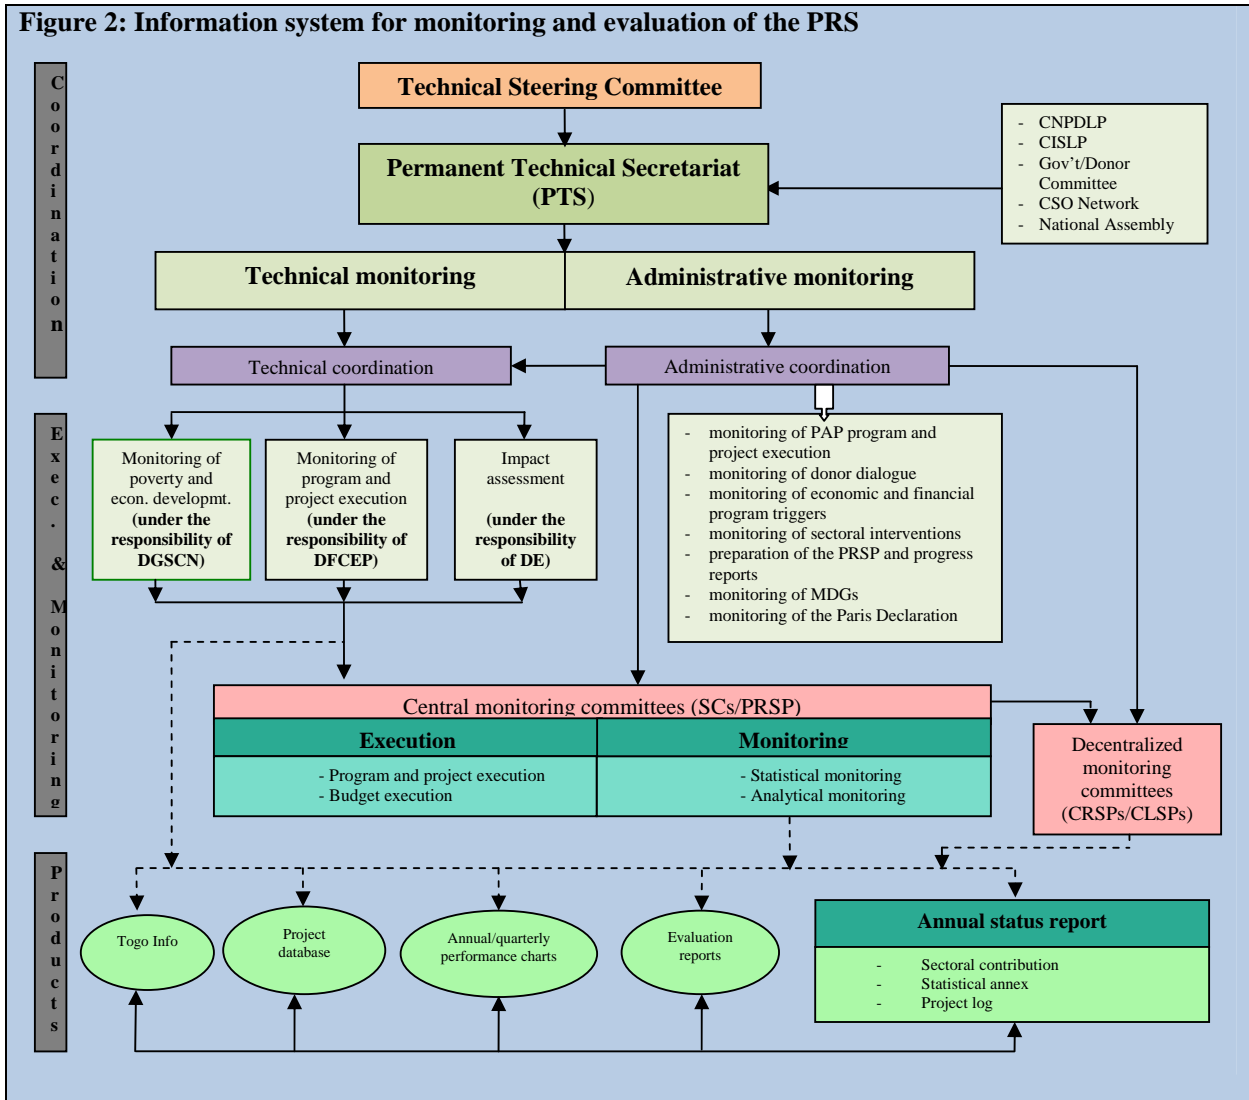 Figure 2: Information system for monitoring and evaluation of the PRS
Coordination
Technical Steering Committee
Permanent Technical Secretariat
(PTS)
- CNPDLP
- CISLP
- Gov't/Donor
Committee
- CSO Network
- National Assembly
Technical monitoring
Administrative monitoring
Technical coordination
Administrative coordination
Exec. & Monitoring
Monitoring of
poverty and
econ. developmt.
(under the
responsibility of
DGSCN)
Monitoring of
program and
project execution
(under the
responsibility of
DFCEP)
Impact
assessment
(under the
responsibility
of DE)
- monitoring of PAP program and
project execution
- monitoring of donor dialogue
- monitoring of economic and financial
program triggers
- monitoring of sectoral interventions
- preparation of the PRSP and progress
reports
- monitoring of MDGs
- monitoring of the Paris Declaration
Central monitoring committees (SCs/PRSP)
Execution
Monitoring
- Program and project execution
- Budget execution
- Statistical monitoring
- Analytical monitoring
Decentralized
monitoring
committees
(CRSPs/CLSPs)
Products
Togo Info
Project
database
Annual/quarterly
performance charts
Evaluation
reports
Annual status report
- Sectoral contribution
- Statistical annex
- Project log